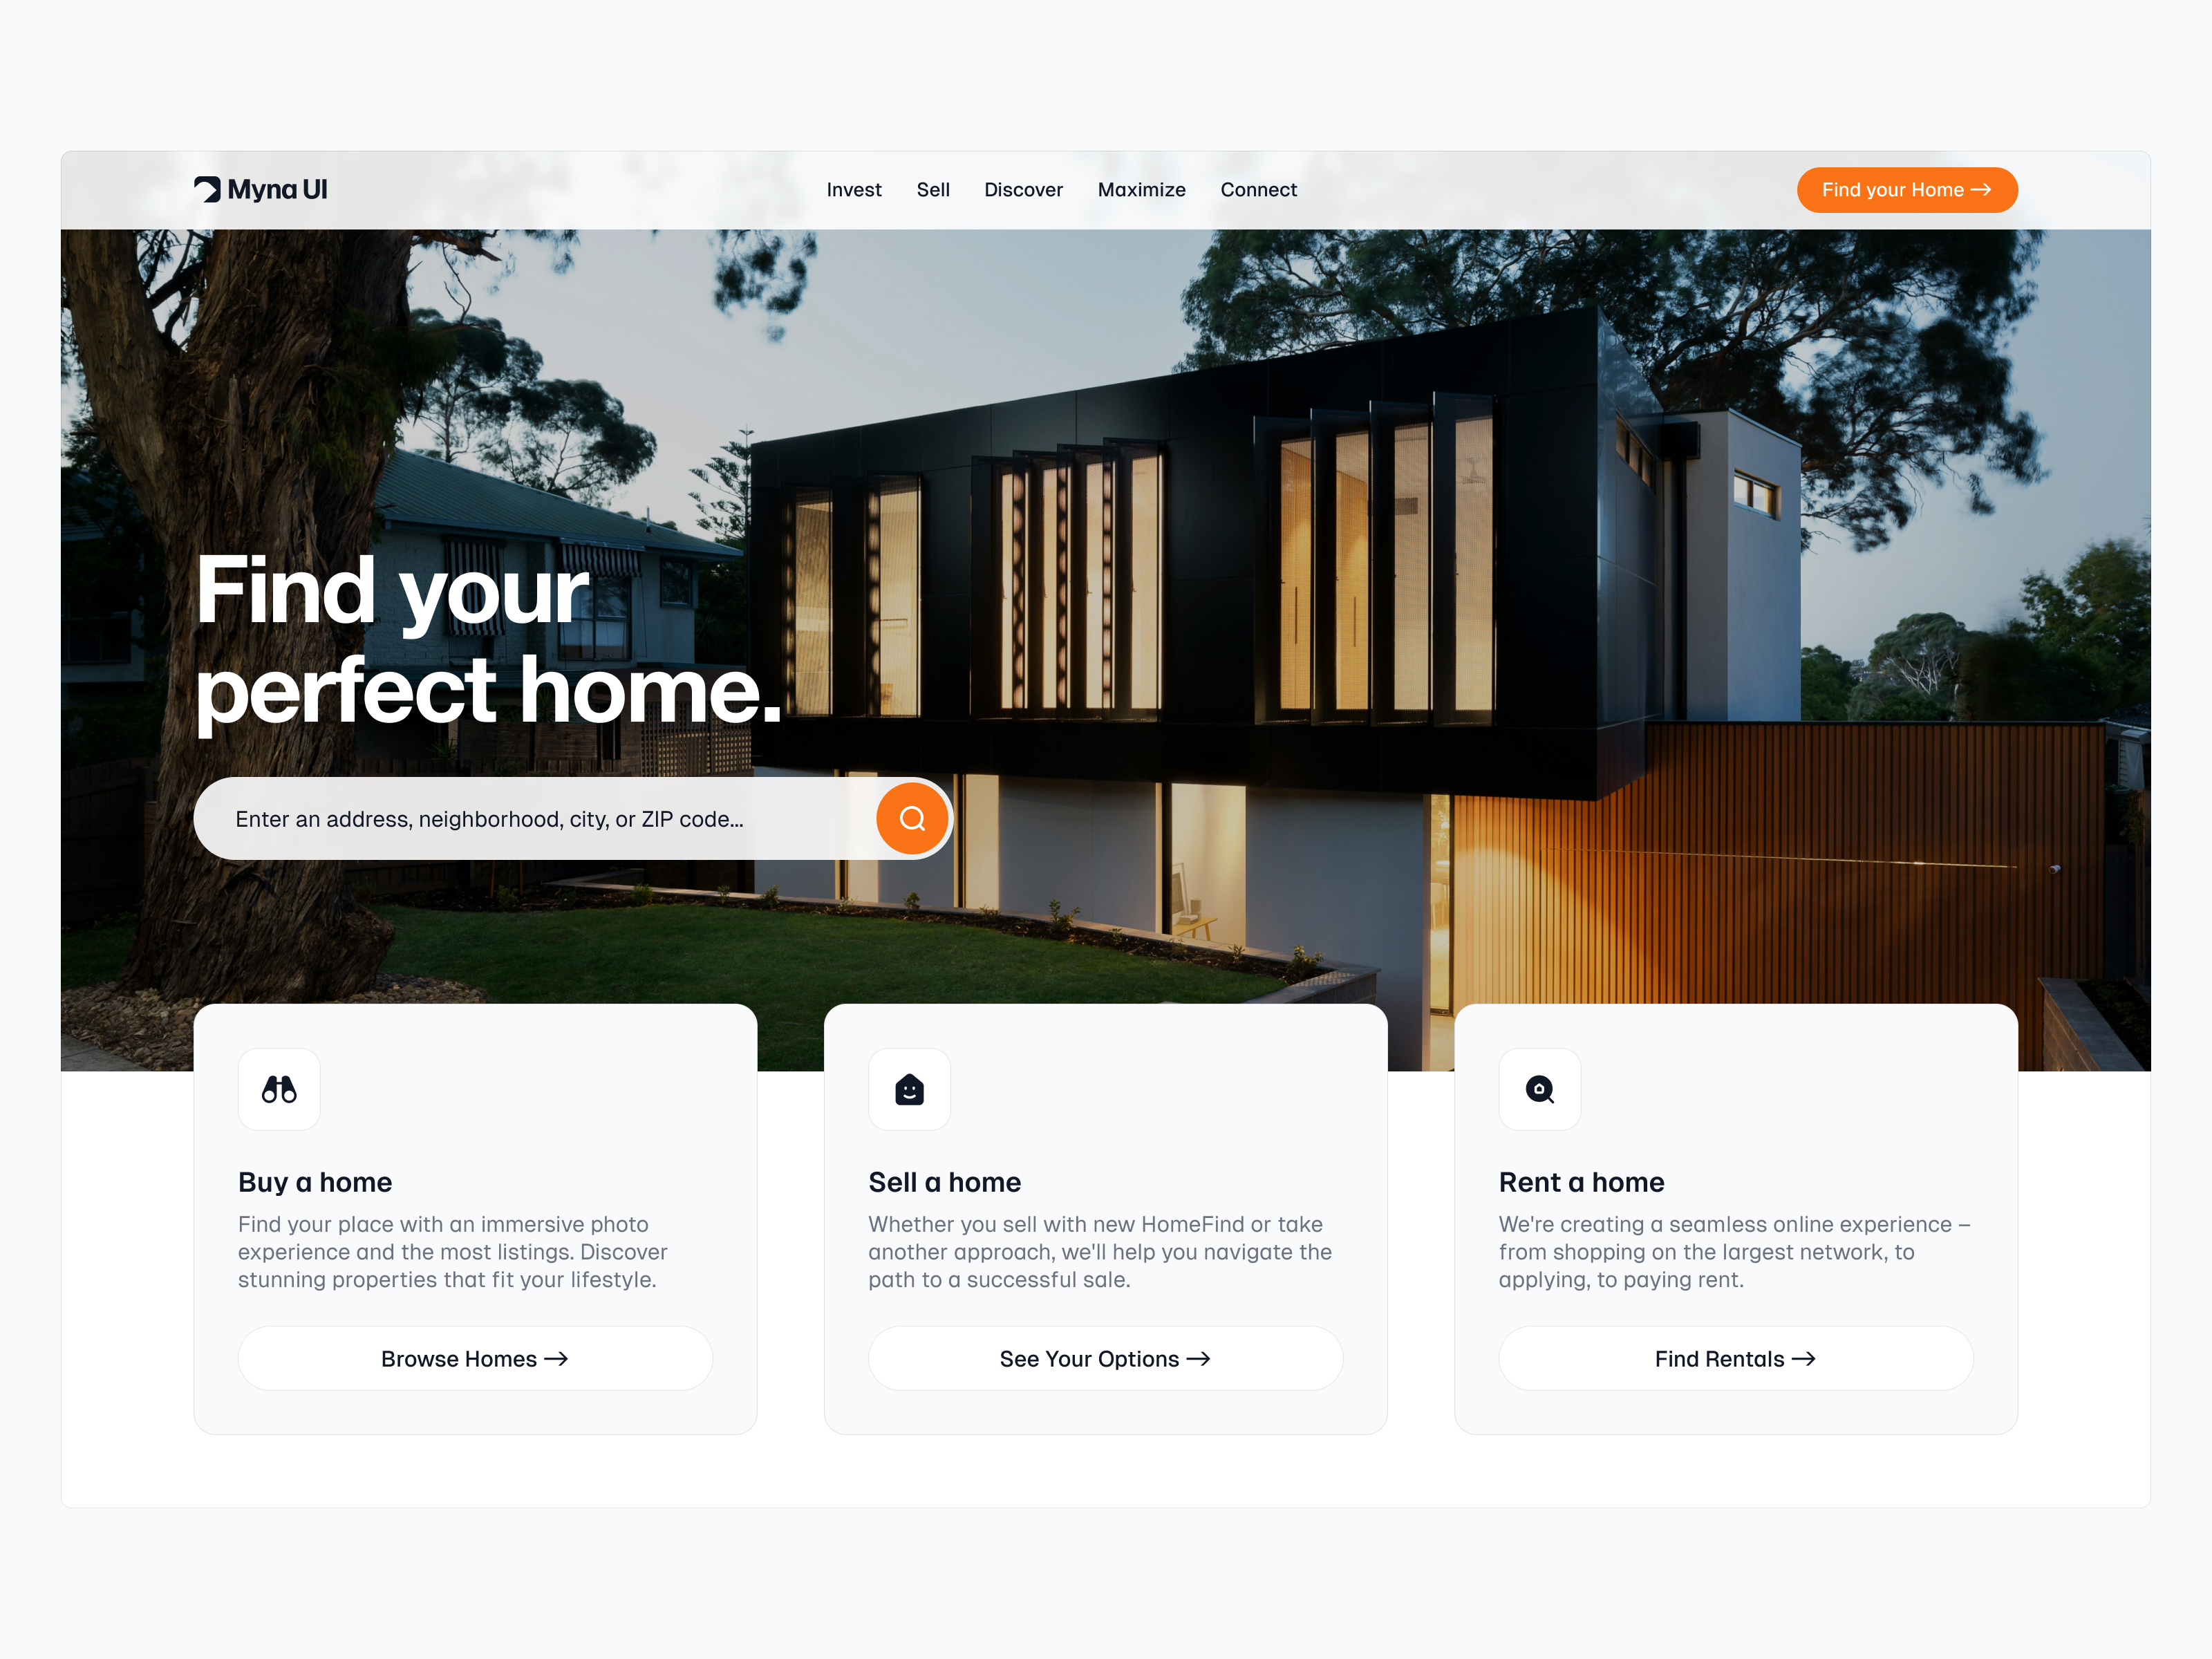 Myna UI
Invest
Sell
Discover
Maximize
Connect
Find your Home →
Find your
perfect home.
Enter an address, neighborhood, city, or ZIP code...
Buy a home
Find your place with an immersive photo
experience and the most listings. Discover
stunning properties that fit your lifestyle.
Browse Homes →
Sell a home
Whether you sell with new HomeFind or take
another approach, we'll help you navigate the
path to a successful sale.
See Your Options →
Rent a home
We're creating a seamless online experience –
from shopping on the largest network, to
applying, to paying rent.
Find Rentals →